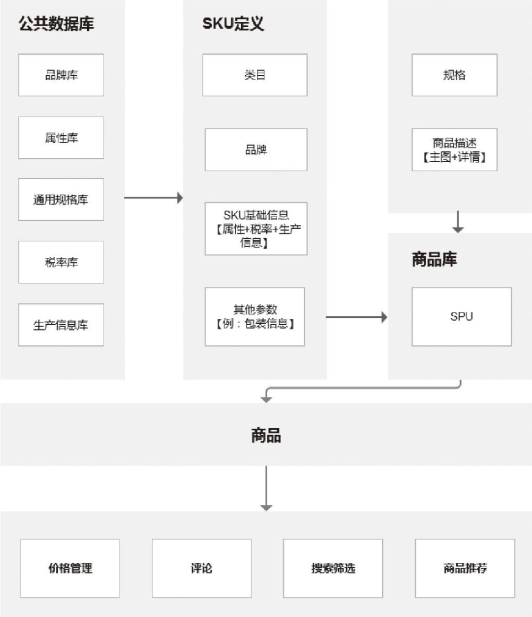 公共数据库
品牌库
属性库
通用规格库
税率库
生产信息库
SKU定义
类目
品牌
SKU基础信息
【属性+税率+生产
信息】
其他参数
【例：包装信息】
规格
商品描述
【主图+详情】
商品库
SPU
商品
价格管理
评论
搜索筛选
商品推荐